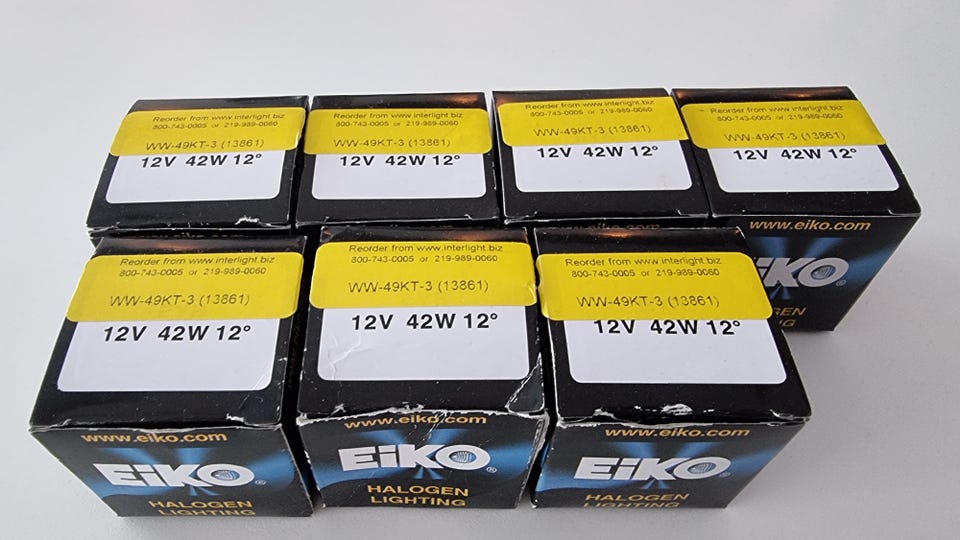 Reorder from www.interlight.biz
800-743-0005 or 219-989-0060
WW-49KT-3 (13861)
12V 42W 12°
Reorder from www.interlight.biz
800-743-0005 or 219-989-0060
WW-49KT-3 (13861)
12V 42W 12°
Reorder from www.interlight.biz
800-743-0005 or 219-989-0060
WW-49KT-3 (13861)
12V 42W 12°
Reorder from www.interlight.biz
800-743-0005 or 219-989-0060
WW-49KT-3 (13861)
12V 42W 12°
www.eiko.com
EiKO
Reorder from www.interlight.biz
800-743-0005 or 219-989-0060
WW-49KT-3 (13861)
12V 42W 12°
www.eiko.com
EiKO®
HALOGEN
LIGHTING
Reorder from www.interlight.biz
800-743-0005 or 219-989-0060
WW-49KT-3 (13861)
12V 42W 12°
www.eiko.com
EiKO®
HALOGEN
LIGHTING
Reorder from www.interlight.biz
800-743-0005 or 219-989-0060
WW-49KT-3 (13861)
12V 42W 12°
www.eiko.com
EiKO®
HALOGEN
LIGHTING